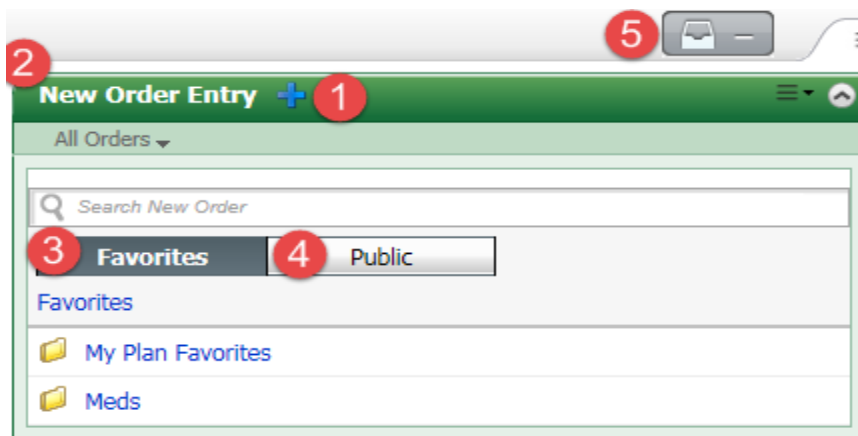 5
2
New Order Entry 1
All Orders
Search New Order
3 Favorites 4 Public
Favorites
My Plan Favorites
Meds